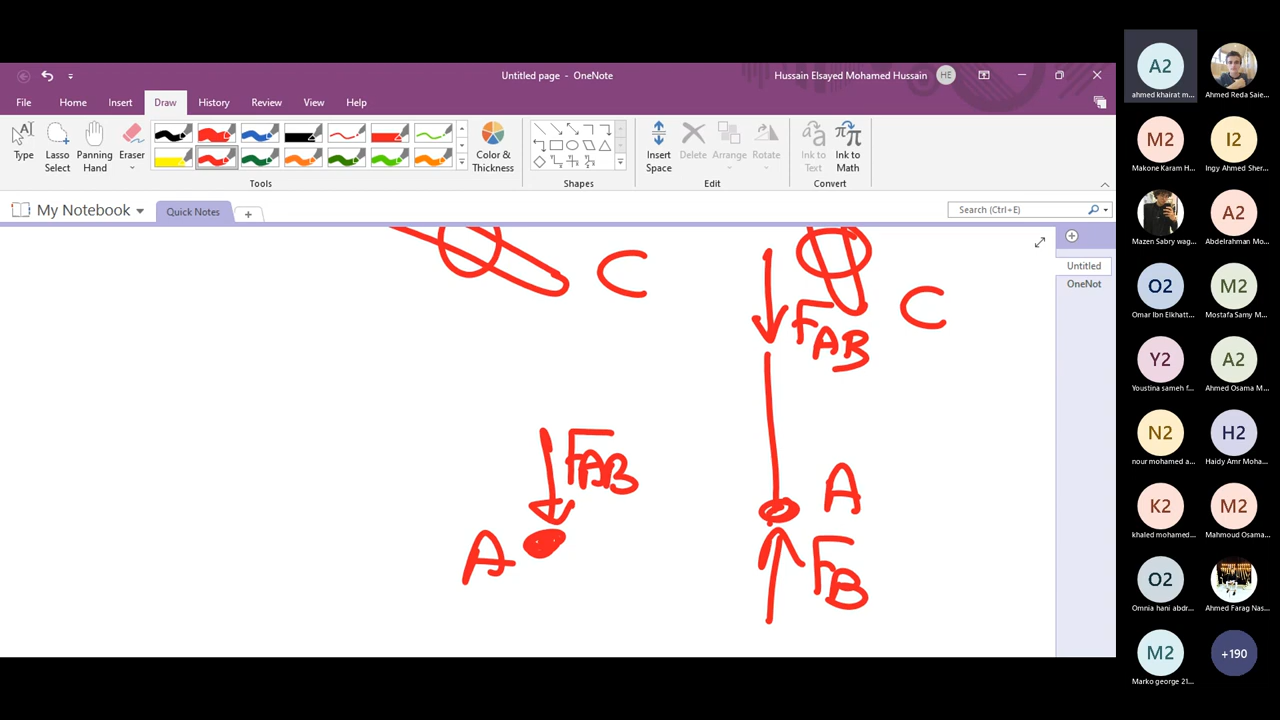 Untitled page - OneNote
Hussain Elsayed Mohamed Hussain HE
File Home Insert Draw History Review View Help
Type
Lasso Select
Panning Hand
Eraser
Color & Thickness
Insert Space
Delete
Arrange
Rotate
Ink to Text
Ink to Math
Tools
Shapes
Edit
Convert
My Notebook
Quick Notes
Search (Ctrl+E)
Untitled
OneNot
C
C
FAB
FAB
A
A
FB
A2
ahmed khairat m...
Ahmed Reda Saie...
M2
Makone Karam H...
I2
Ingy Ahmed Sher...
Mazen Sabry wag...
A2
Abdelrahman Mo...
O2
Omar Ibn Elkhatt...
M2
Mostafa Samy M...
Y2
Youstina sameh f...
A2
Ahmed Osama M...
N2
nour mohamed a...
H2
Haidy Amr Moha...
K2
khaled mohamed...
M2
Mahmoud Osama...
O2
Omnia hani abdr...
Ahmed Farag Nas...
M2
Marko george 21...
+190